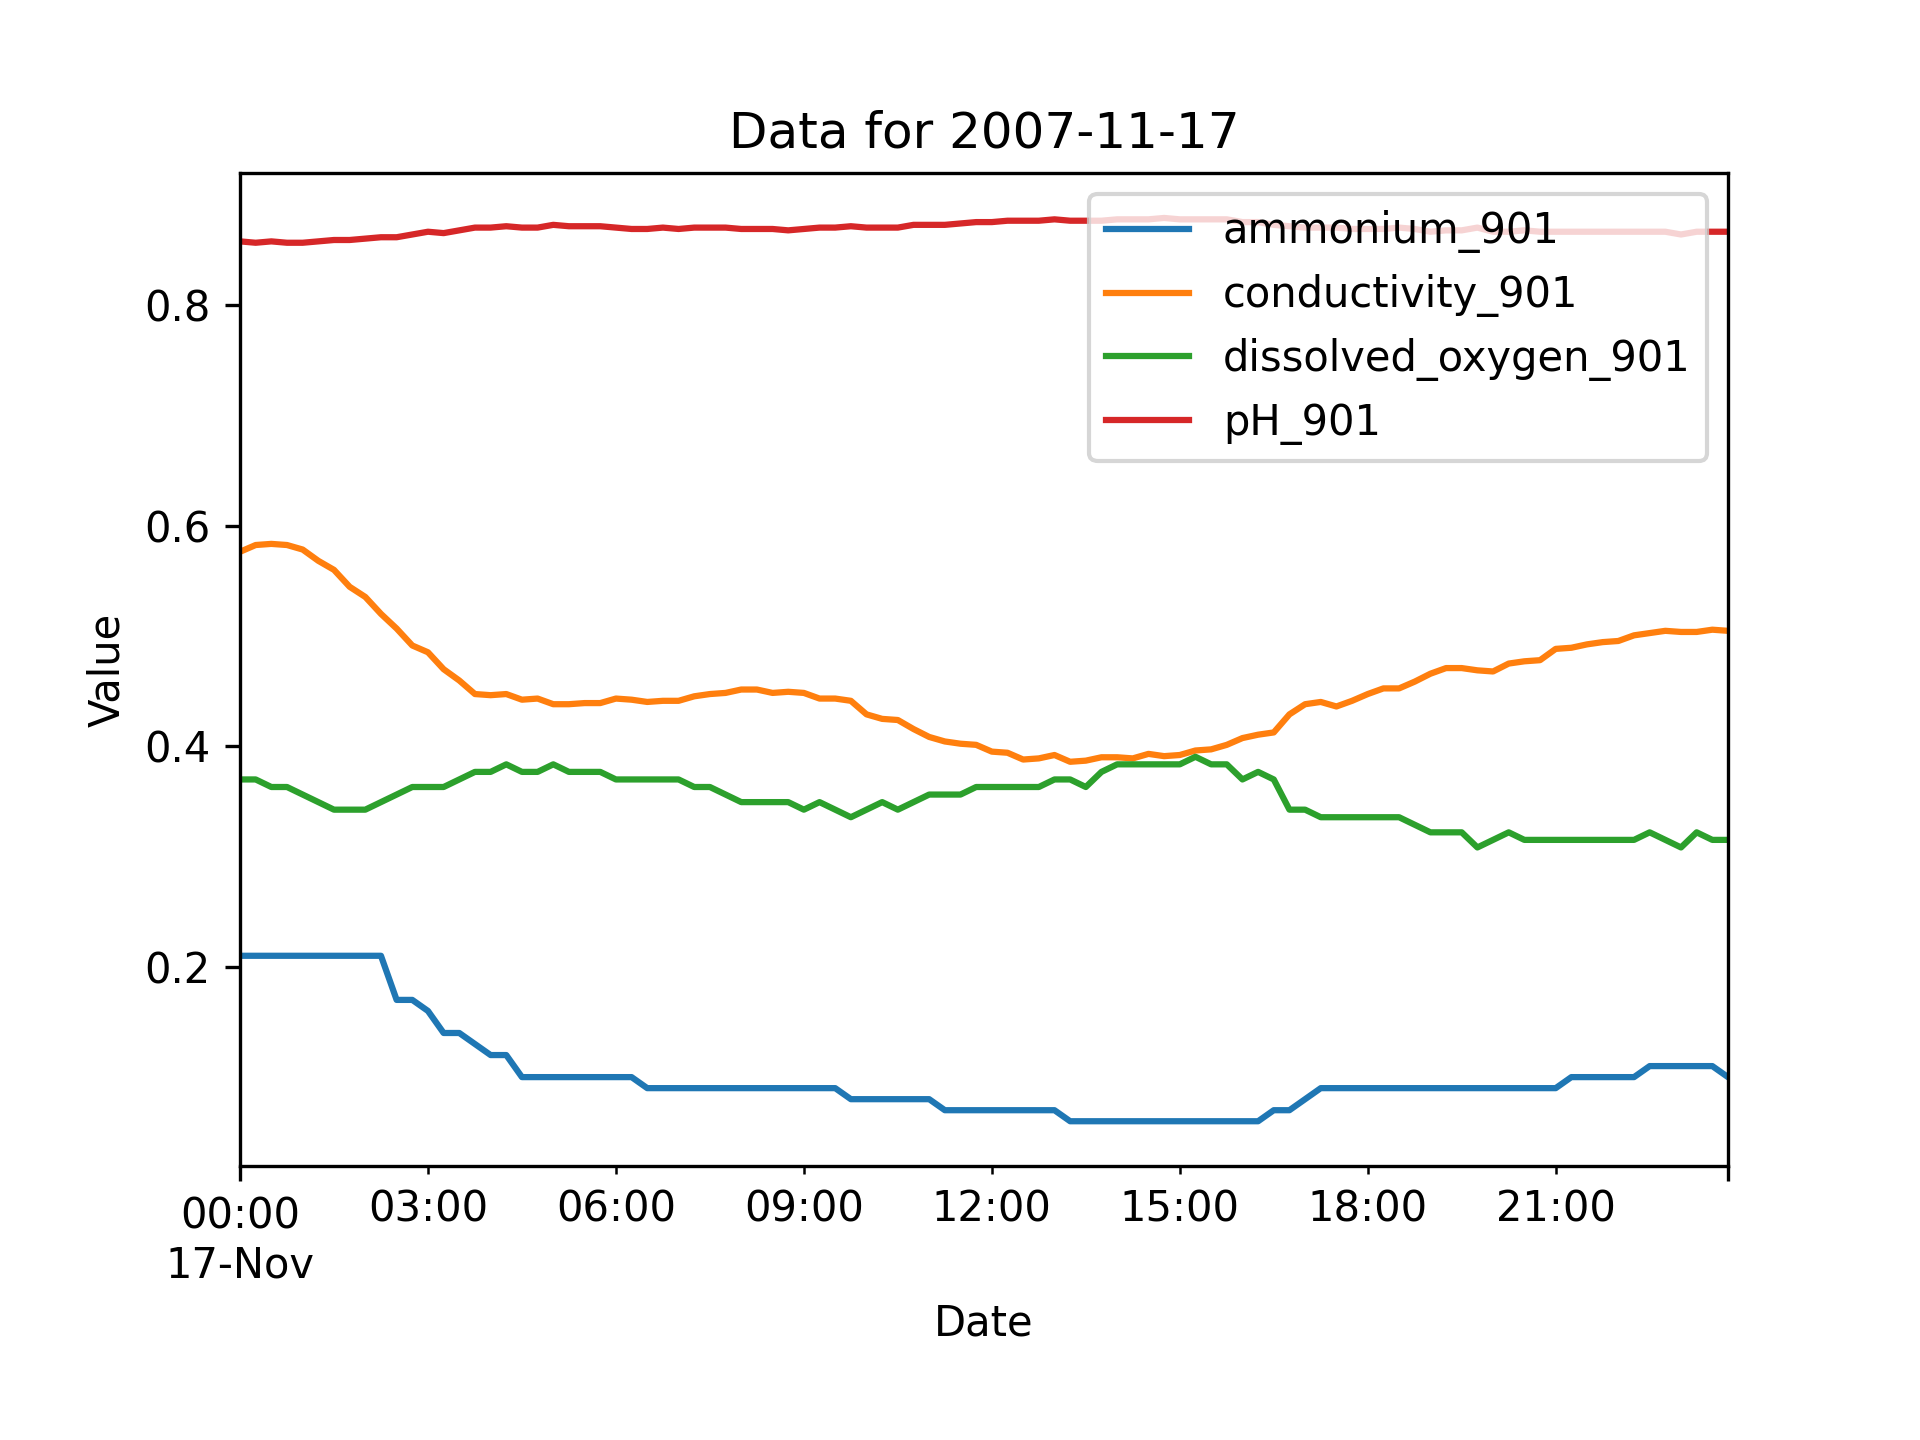 Data for 2007-11-17
ammonium_901
conductivity_901
dissolved_oxygen_901
pH_901
0.8
0.6
0.4
0.2
Value
00:00 03:00 06:00 09:00 12:00 15:00 18:00 21:00
17-Nov
Date